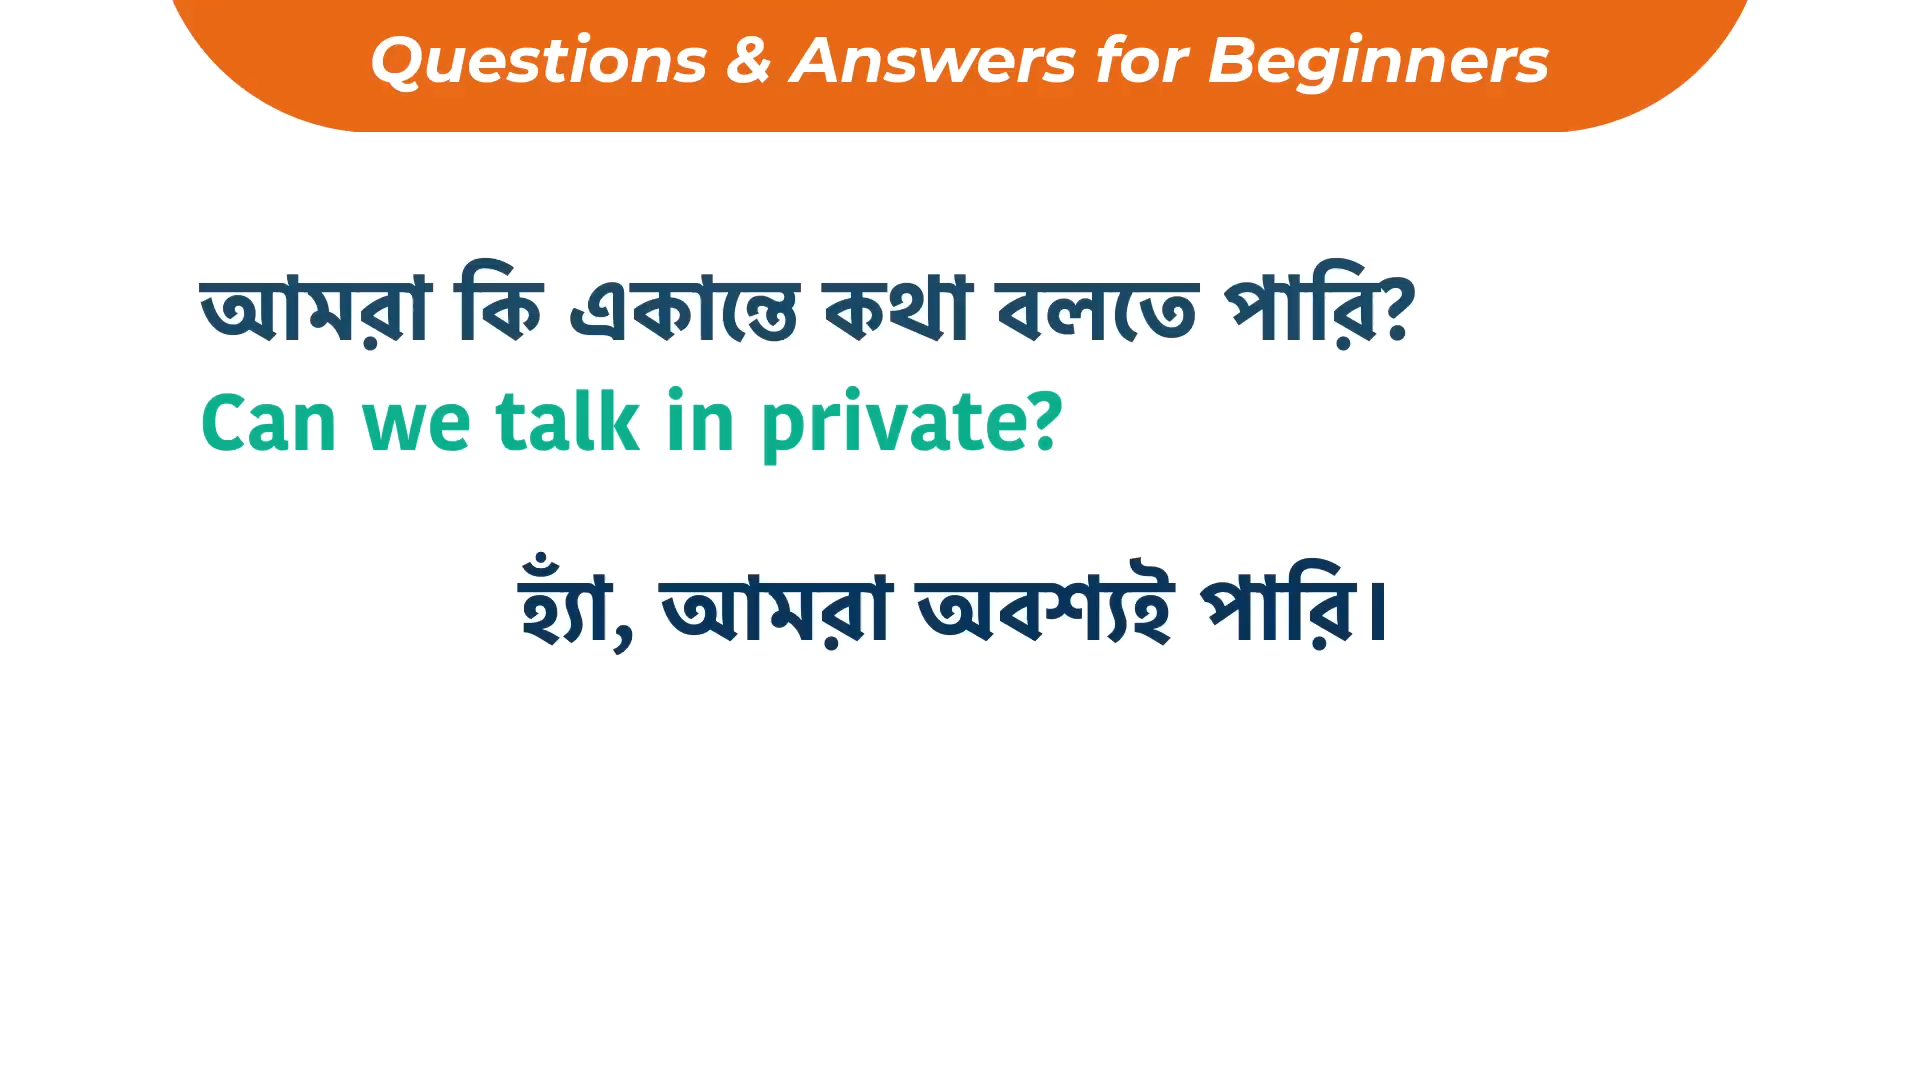 Questions & Answers for Beginners
আমরা কি একান্তে কথা বলতে পারি?
Can we talk in private?
হ্যাঁ, আমরা অবশ্যই পারি।